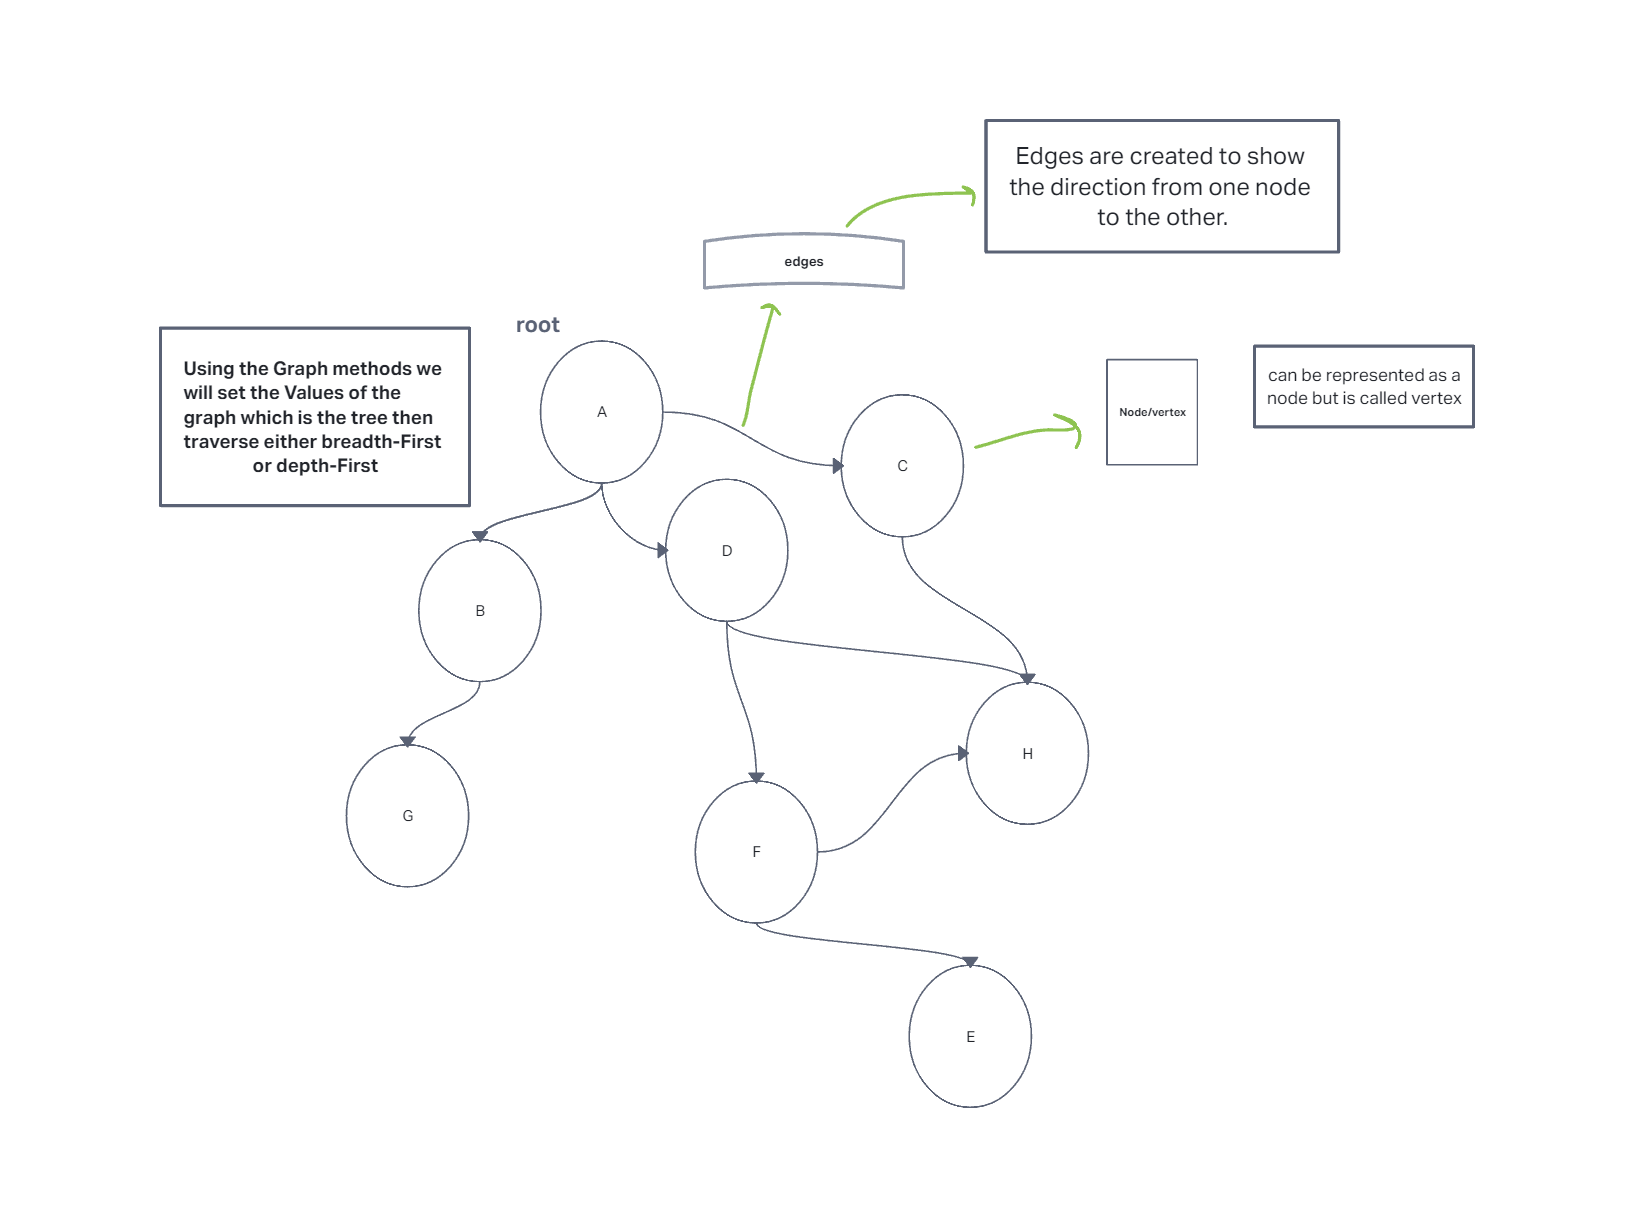 Edges are created to show
the direction from one node
to the other.
edges
root
Using the Graph methods we
will set the Values of the
graph which is the tree then
traverse either breadth-First
or depth-First
Node/vertex
can be represented as a
node but is called vertex
A
C
D
B
H
G
F
E